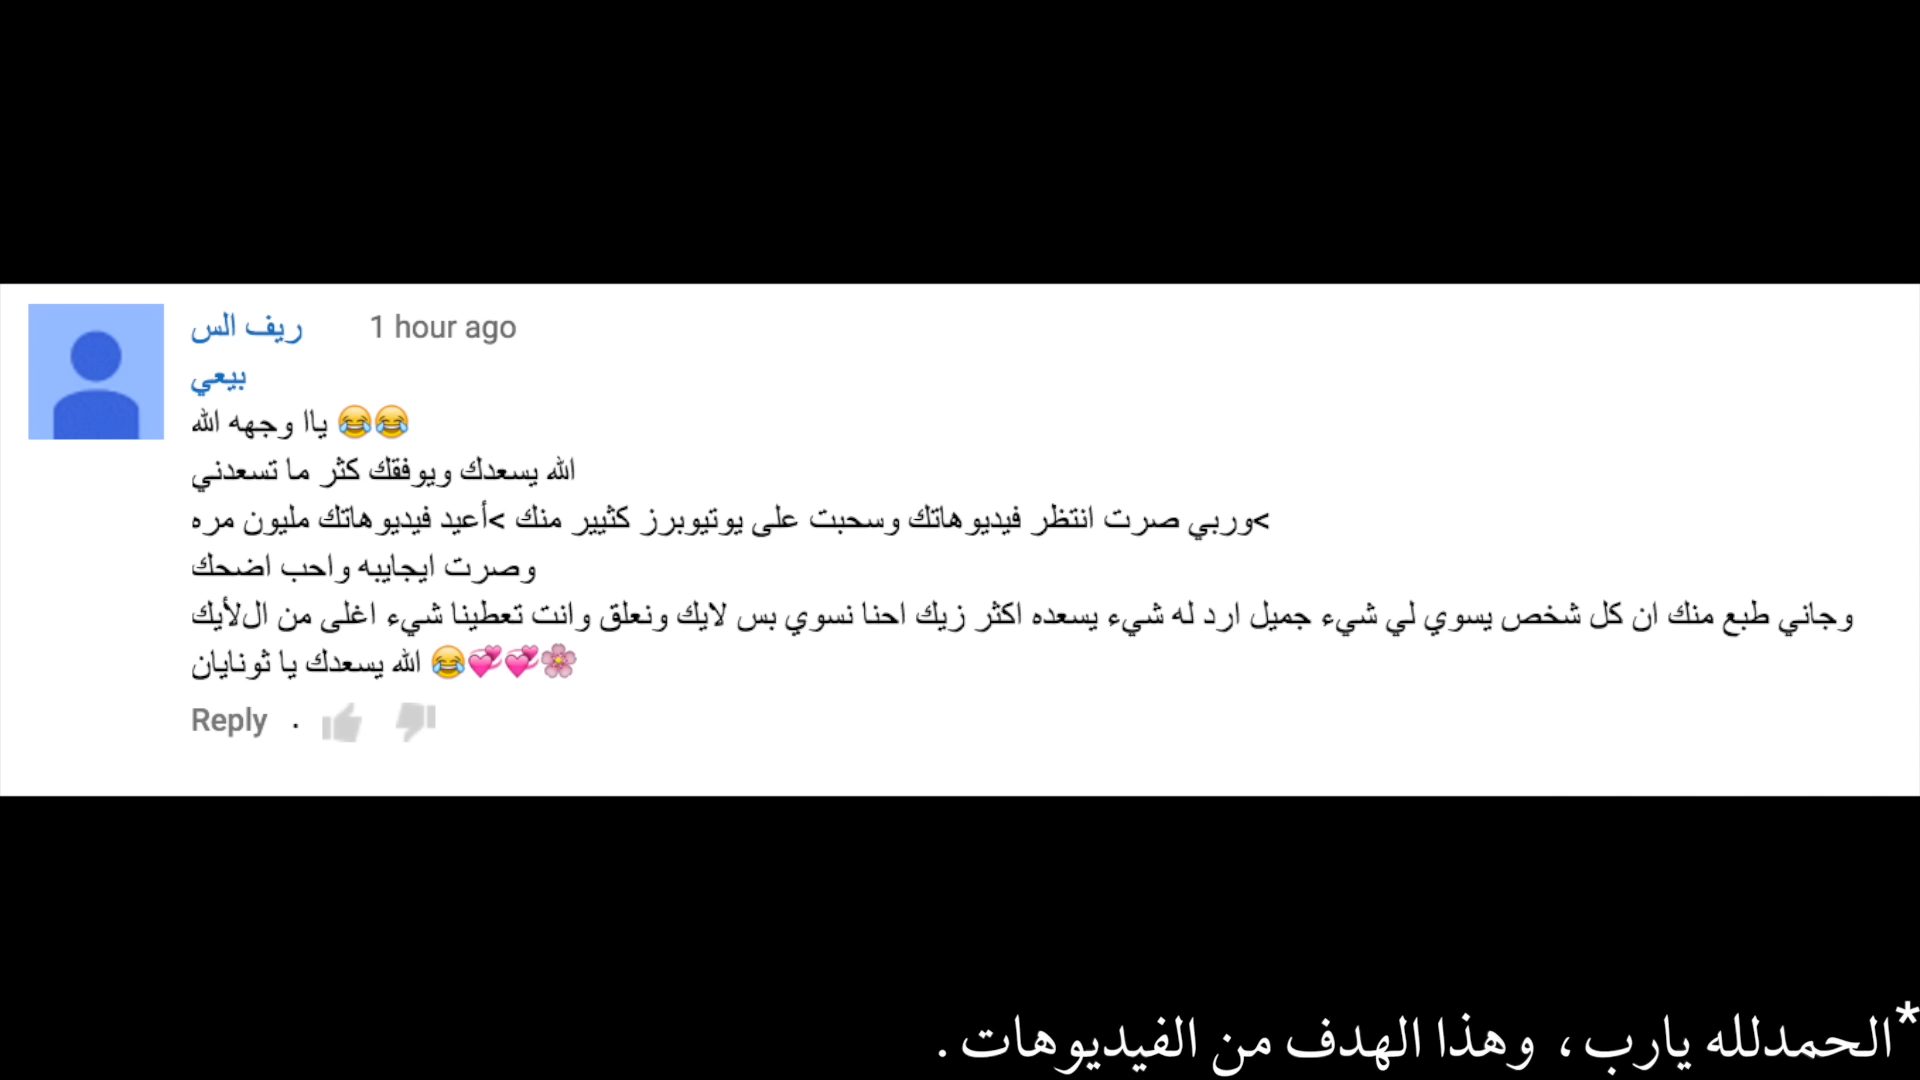 ريف الس
بيعي
1 hour ago
ياا وجهه الله 😂😂
الله يسعدك ويوفقك كثر ما تسعدني
>وربي صرت انتظر فيديوهاتك وسحبت على يوتيوبرز كثيير منك >أعيد فيديوهاتك مليون مره
وصرت ايجابيه واحب اضحك
وجاني طبع منك ان كل شخص يسوي لي شيء جميل ارد له شيء يسعده اكثر زيك احنا نسوي بس لايك ونعلق وانت تعطينا شيء اغلى من الأيك
الله يسعدك يا ثونايان 😂💞💞🌸
Reply .
*الحمدلله يارب، وهذا الهدف من الفيديوهات.